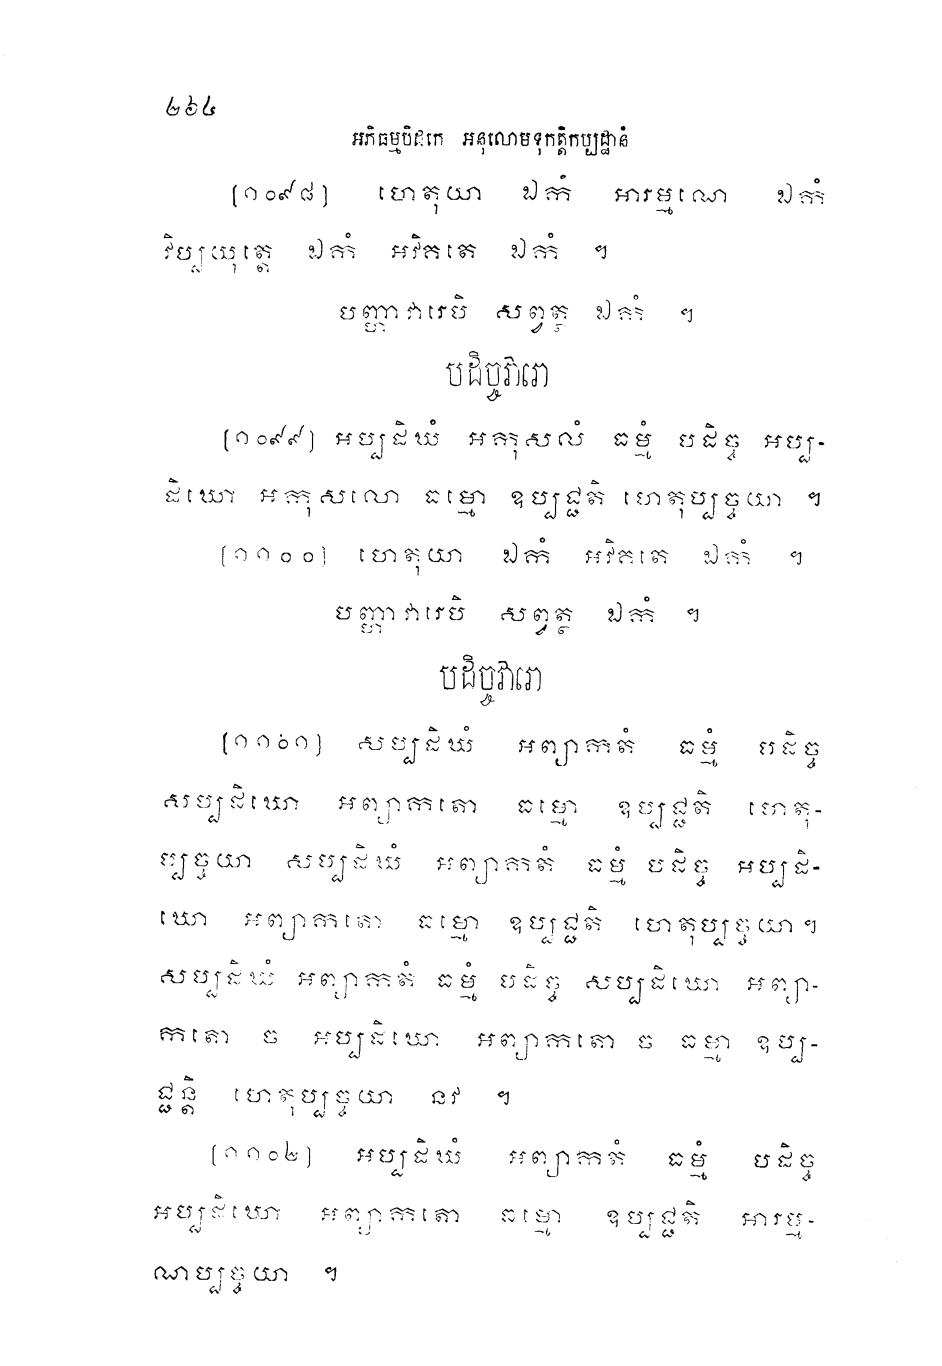 ២៦៤
អភិធម្មបិដកេ អនុលោមទុកត្តិកប្បដ្ឋានំ
[១០៩៨] ហេតុយា ឯកំ អារម្មណេ ឯកំ
វិប្បយុត្តេ ឯកំ អវិគតេ ឯកំ ។
បញ្ហាវារេបិ សព្វត្ថ ឯកំ ។
បដិច្ចវារោ
[១០៩៩] អប្បដិឃំ អកុសលំ ធម្មំ បដិច្ច អប្ប-
ដិឃោ អកុសលោ ធម្មោ ឧប្បជ្ជតិ ហេតុប្បច្ចយា ។
[១១០០] ហេតុយា ឯកំ អវិគតេ ឯកំ ។
បញ្ហាវារេបិ សព្វត្ថ ឯកំ ។
បដិច្ចវារោ
[១១០១] សប្បដិឃំ អព្យាកតំ ធម្មំ បដិច្ច
សប្បដិឃោ អព្យាកតោ ធម្មោ ឧប្បជ្ជតិ ហេតុ-
ប្បច្ចយា សប្បដិឃំ អព្យាកតំ ធម្មំ បដិច្ច អប្បដិ-
ឃោ អព្យាកតោ ធម្មោ ឧប្បជ្ជតិ ហេតុប្បច្ចយា ។
សប្បដិឃំ អព្យាកតំ ធម្មំ បដិច្ច សប្បដិឃោ អព្យា-
កតោ ច អប្បដិឃោ អព្យាកតោ ច ធម្មា ឧប្ប-
ជ្ជន្តិ ហេតុប្បច្ចយា នវ ។
[១១០២] អប្បដិឃំ អព្យាកតំ ធម្មំ បដិច្ច
អប្បដិឃោ អព្យាកតោ ធម្មោ ឧប្បជ្ជតិ អារម្ម-
ណប្បច្ចយា ។